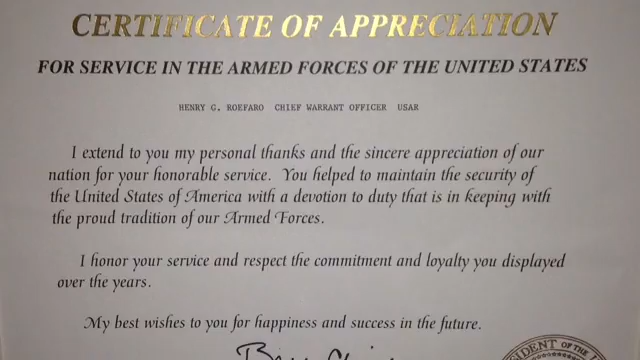 CERTIFICATE OF APPRECIATION
FOR SERVICE IN THE ARMED FORCES OF THE UNITED STATES
HENRY G. ROEFARO CHIEF WARRANT OFFICER USAR
I extend to you my personal thanks and the sincere appreciation of our
nation for your honorable service. You helped to maintain the security of
the United States of America with a devotion to duty that is in keeping with
the proud tradition of our Armed Forces.
I honor your service and respect the commitment and loyalty you displayed
over the years.
My best wishes to you for happiness and success in the future.
OF THE